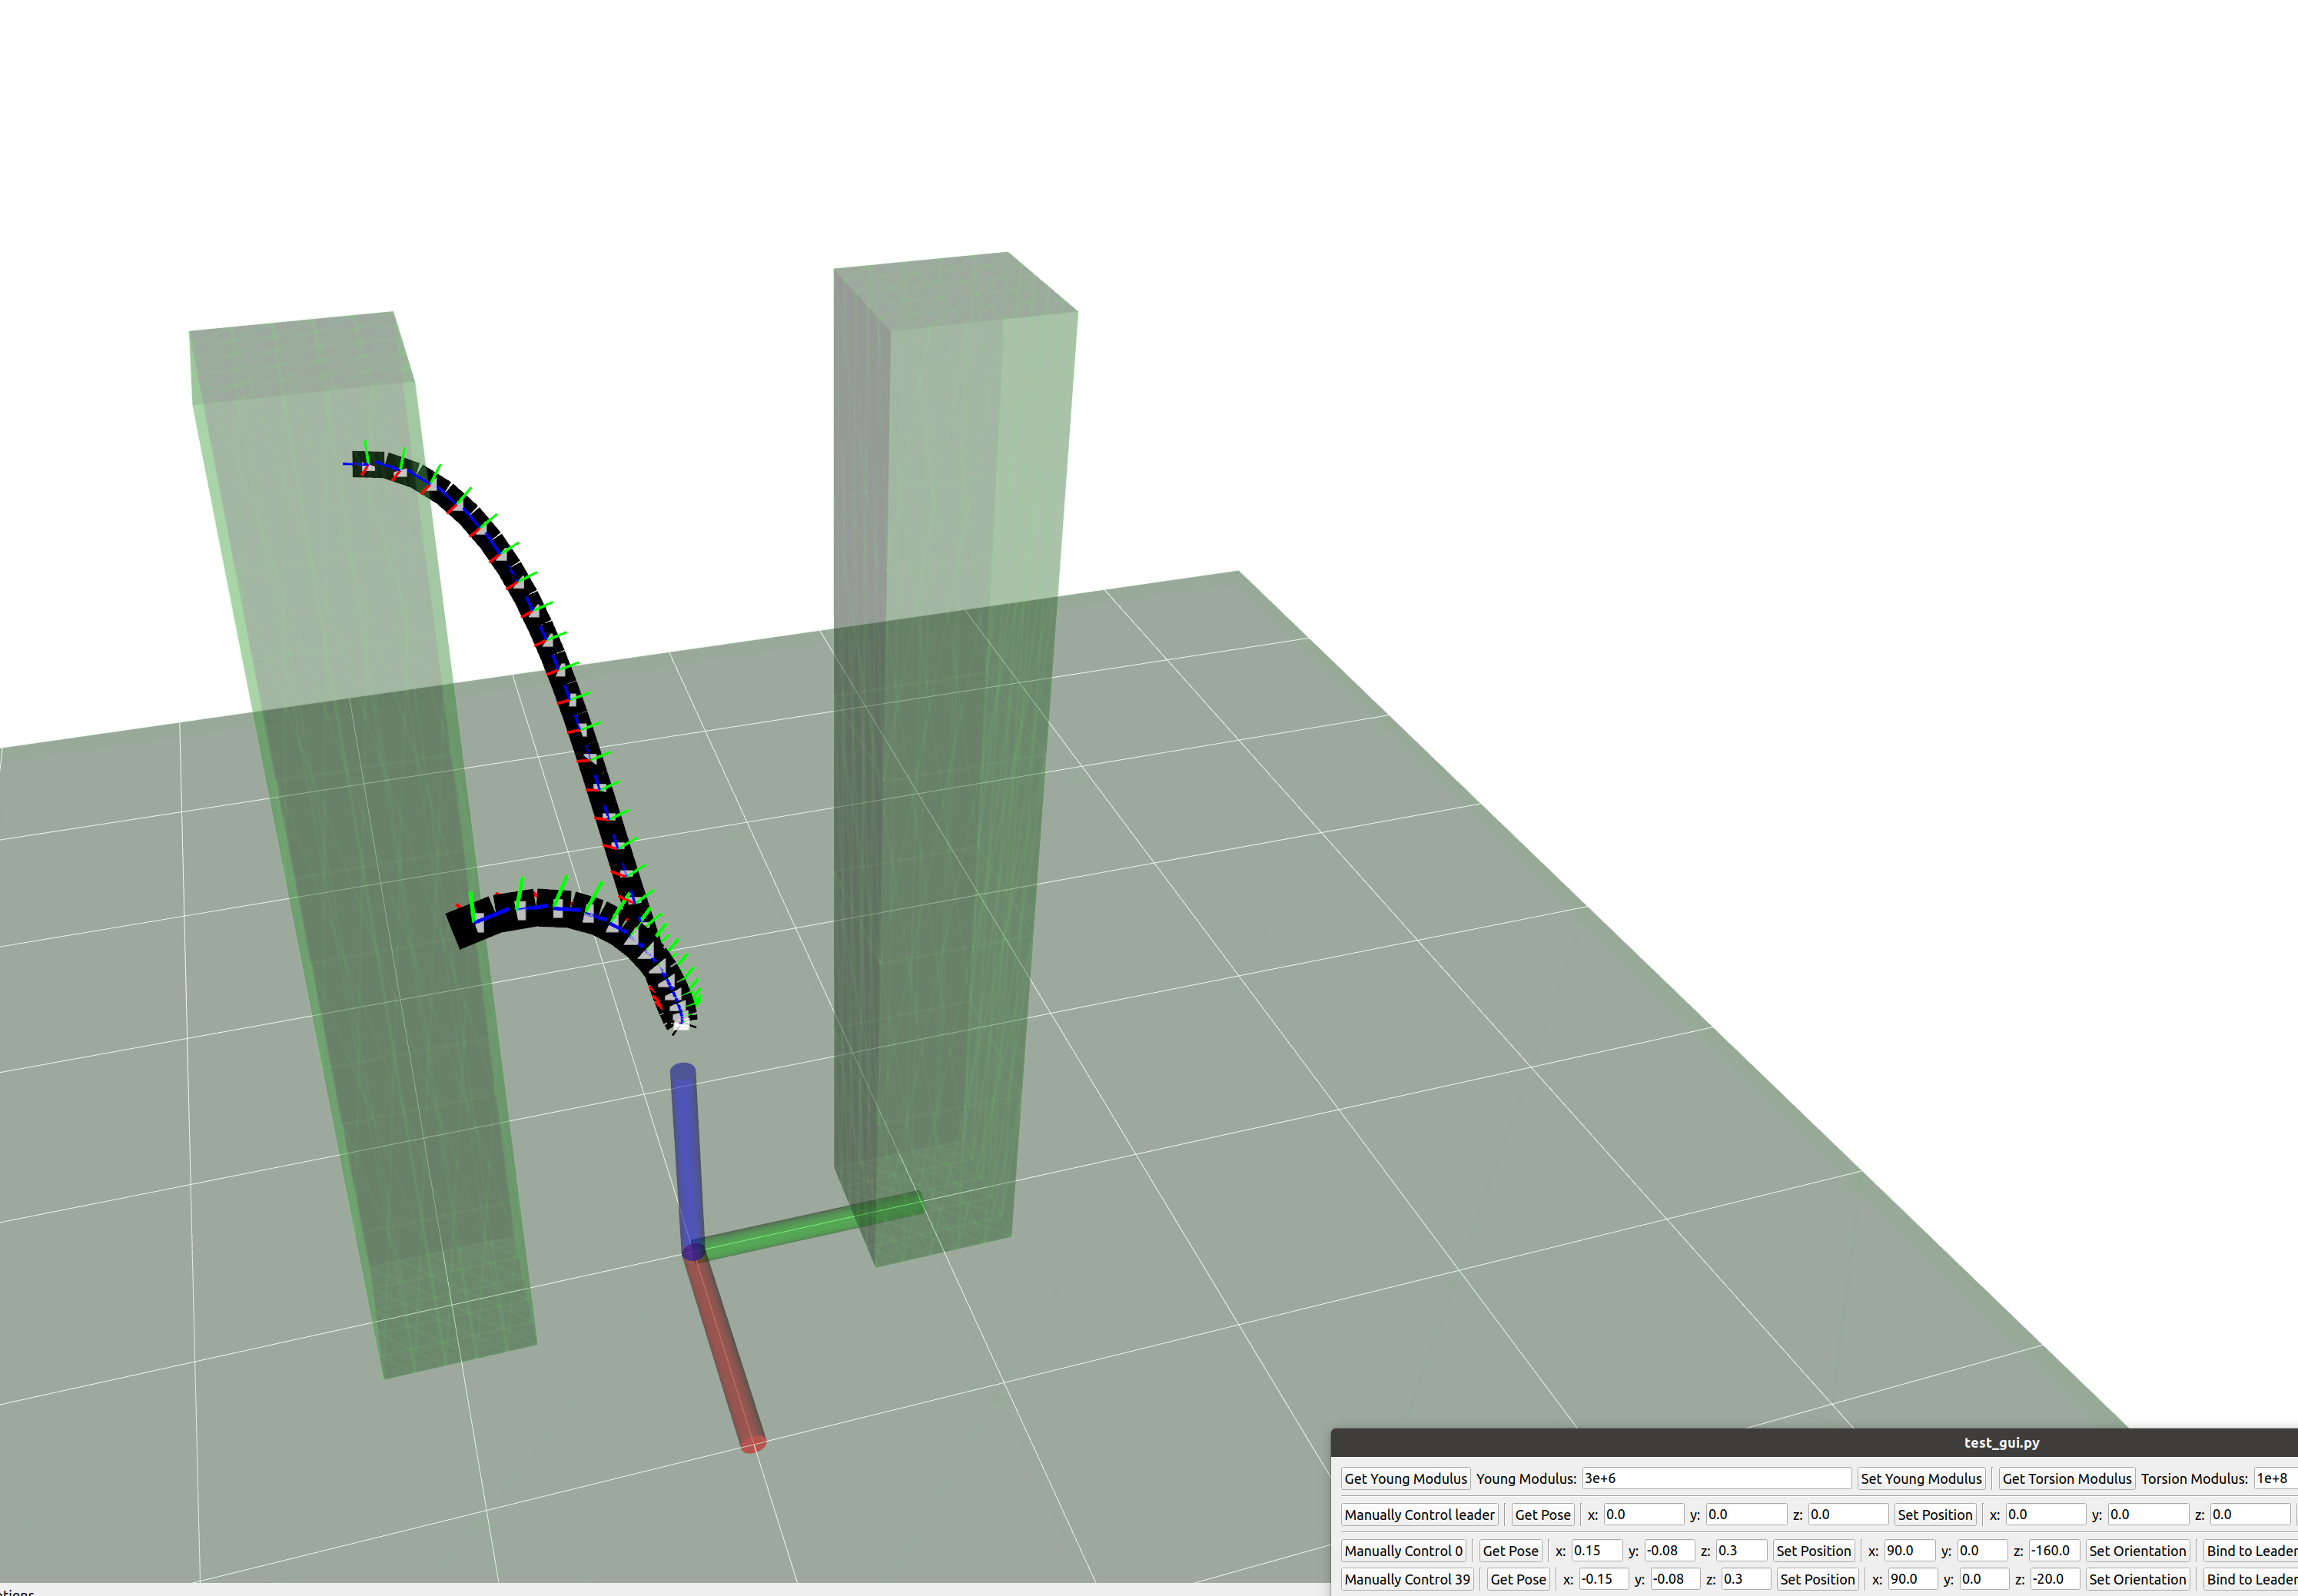 test_gui.py
Get Young Modulus Young Modulus: 3e+6 Set Young Modulus Get Torsion Modulus Torsion Modulus: 1e+8
Manually Control leader Get Pose x: 0.0 y: 0.0 z: 0.0 Set Position x: 0.0 y: 0.0 z: 0.0
Manually Control 0 Get Pose x: 0.15 y: -0.08 z: 0.3 Set Position x: 90.0 y: 0.0 z: -160.0 Set Orientation Bind to Leader
Manually Control 39 Get Pose x: -0.15 y: -0.08 z: 0.3 Set Position x: 90.0 y: 0.0 z: -20.0 Set Orientation Bind to Leader